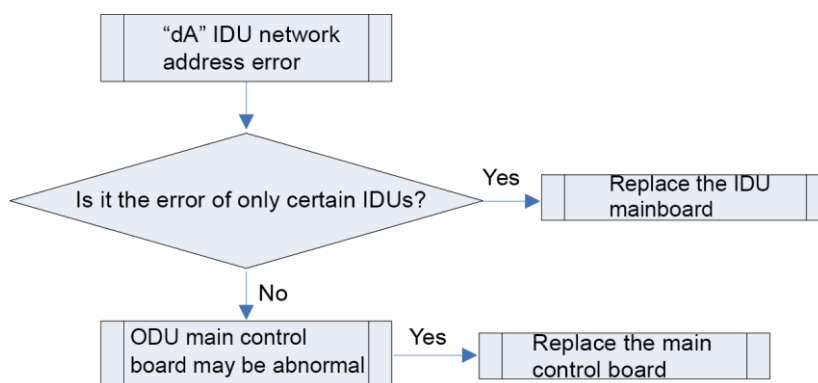 “dA” IDU network
address error
Is it the error of only certain IDUs?
Yes
Replace the IDU
mainboard
No
ODU main control
board may be abnormal
Yes
Replace the main
control board